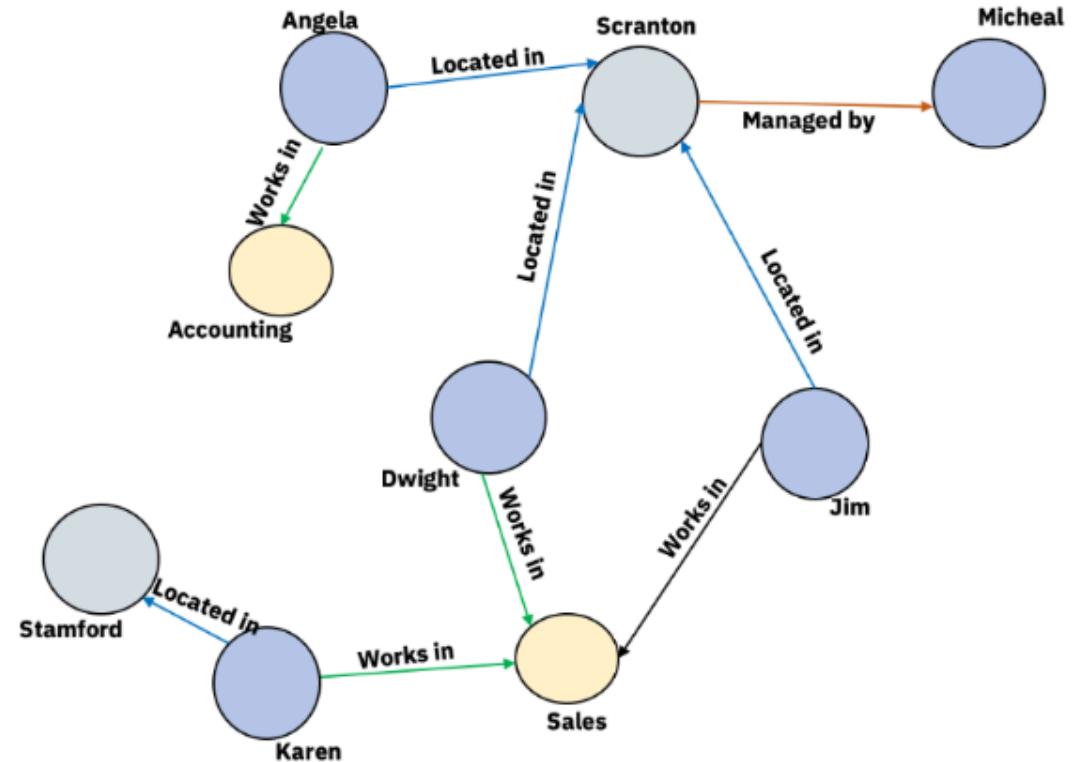 Angela
Scranton
Micheal
Located in
Managed by
Works in
Located in
Located in
Accounting
Dwight
Jim
Works in
Works in
Located in
Stamford
Works in
Sales
Karen